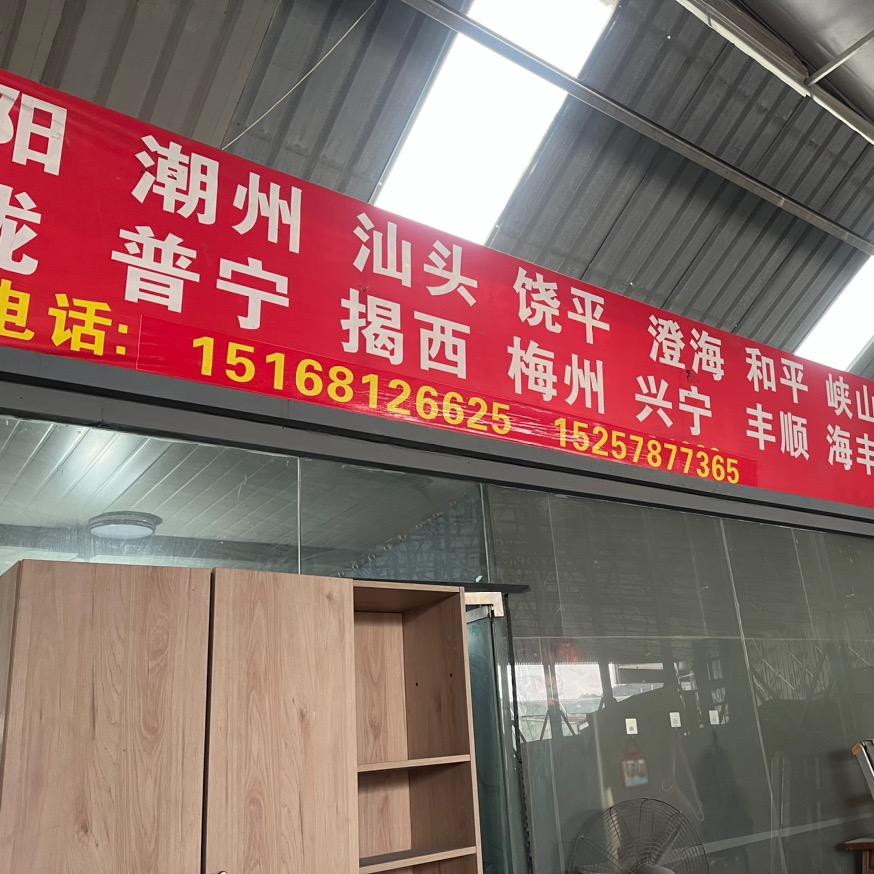 阳 潮州 汕头 饶平 澄海 和平 峡山
陇 普宁 揭西 梅州 兴宁 丰顺 海丰
电话: 15168126625 15257877365